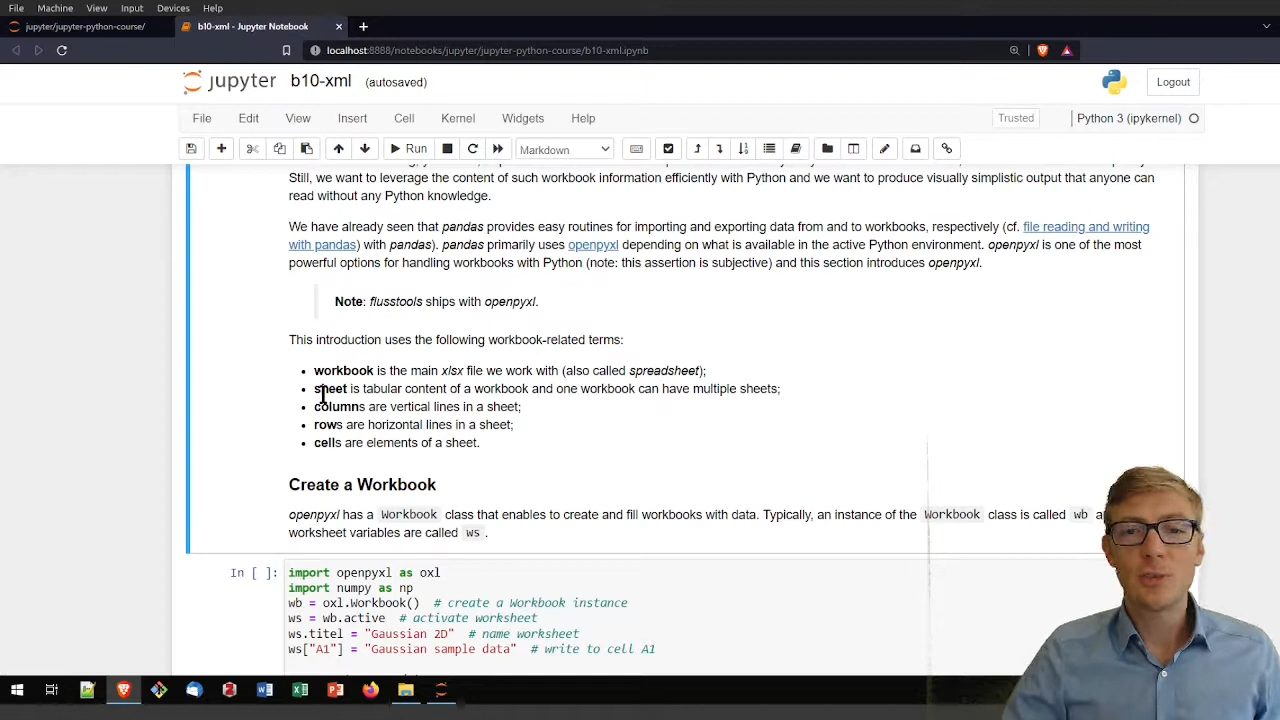 File Machine View Input Devices Help
jupyter/jupyter-python-course/ b10-xml - Jupyter Notebook
localhost:8888/notebooks/jupyter/jupyter-python-course/b10-xml.ipynb
jupyter b10-xml (autosaved) Logout
File Edit View Insert Cell Kernel Widgets Help Trusted Python 3 (ipykernel)
Run Markdown
Still, we want to leverage the content of such workbook information efficiently with Python and we want to produce visually simplistic output that anyone can
read without any Python knowledge.
We have already seen that pandas provides easy routines for importing and exporting data from and to workbooks, respectively (cf. file reading and writing
with pandas) with pandas). pandas primarily uses openpyxl depending on what is available in the active Python environment. openpyxl is one of the most
powerful options for handling workbooks with Python (note: this assertion is subjective) and this section introduces openpyxl.
Note: flusstools ships with openpyxl.
This introduction uses the following workbook-related terms:
• workbook is the main xlsx file we work with (also called spreadsheet);
• sheet is tabular content of a workbook and one workbook can have multiple sheets;
• columns are vertical lines in a sheet;
• rows are horizontal lines in a sheet;
• cells are elements of a sheet.
Create a Workbook
openpyxl has a Workbook class that enables to create and fill workbooks with data. Typically, an instance of the Workbook class is called wb
worksheet variables are called ws .
In [ ]: import openpyxl as oxl
import numpy as np
wb = oxl.Workbook() # create a Workbook instance
ws = wb.active # activate worksheet
ws.titel = "Gaussian 2D" # name worksheet
ws["A1"] = "Gaussian sample data" # write to cell A1